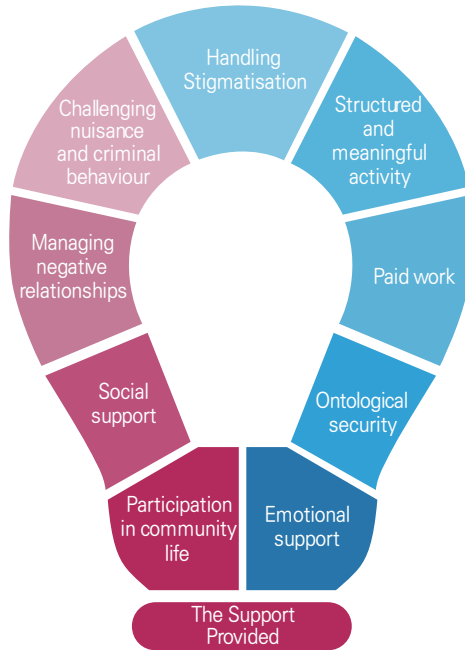 Handling
Stigmatisation
Challenging
nuisance
and criminal
behaviour
Structured
and
meaningful
activity
Managing
negative
relationships
Paid work
Social
support
Ontological
security
Participation
in community
life
Emotional
support
The Support
Provided